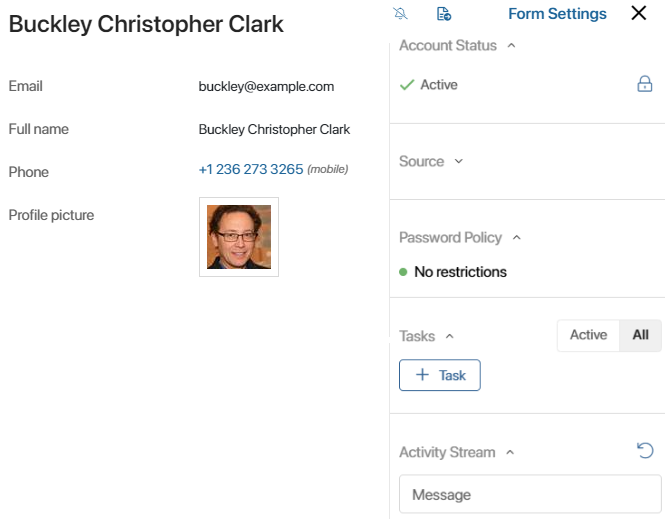 Buckley Christopher Clark
Email
buckley@example.com
Full name
Buckley Christopher Clark
Phone
+1 236 273 3265 (mobile)
Profile picture
Form Settings
Account Status
Active
Source
Password Policy
No restrictions
Tasks
Active
All
+ Task
Activity Stream
Message